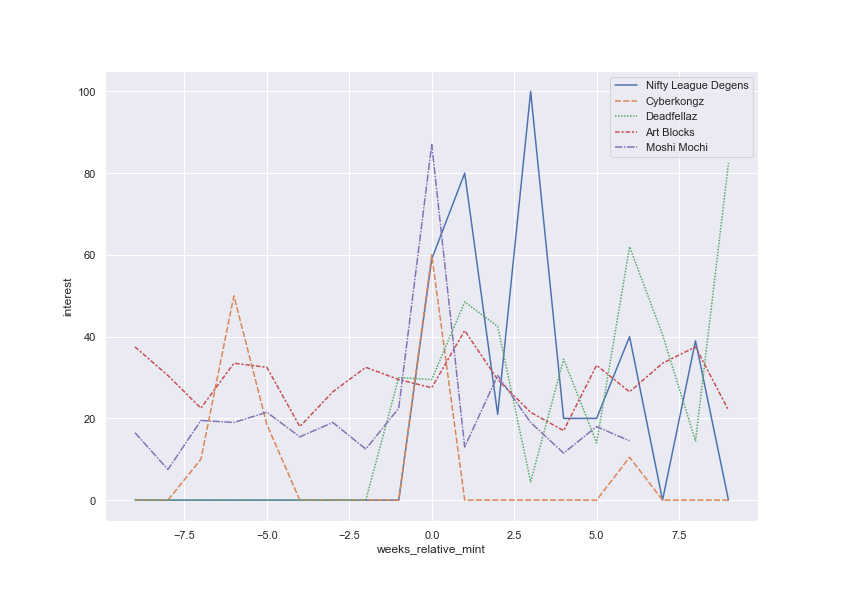 Nifty League Degens
Cyberkongz
Deadfellaz
Art Blocks
Moshi Mochi
100
80
60
40
20
0
interest
−7.5 −5.0 −2.5 0.0 2.5 5.0 7.5
weeks_relative_mint